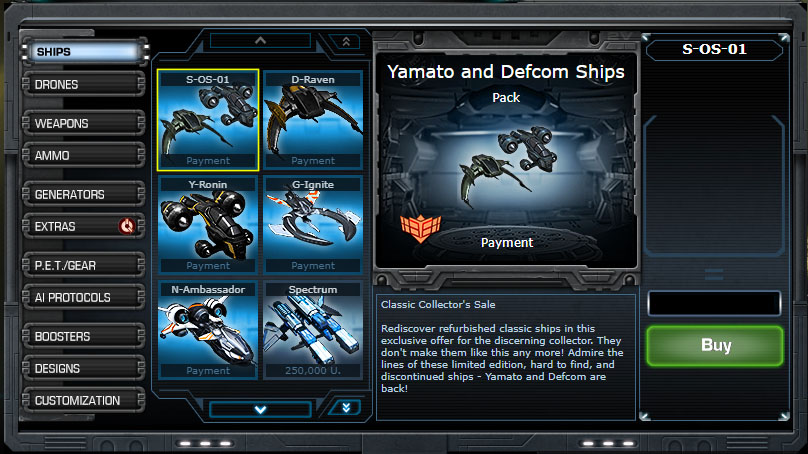 SHIPS
DRONES
WEAPONS
AMMO
GENERATORS
EXTRAS
P.E.T./GEAR
AI PROTOCOLS
BOOSTERS
DESIGNS
CUSTOMIZATION
S-OS-01
Payment
D-Raven
Payment
Y-Ronin
Payment
G-Ignite
Payment
N-Ambassador
Payment
Spectrum
250,000 U.
Yamato and Defcom Ships
Pack
Payment
Classic Collector's Sale
Rediscover refurbished classic ships in this
exclusive offer for the discerning collector. They
don't make them like this any more! Admire the
lines of these limited edition, hard to find, and
discontinued ships - Yamato and Defcom are
back!
S-OS-01
=
Buy